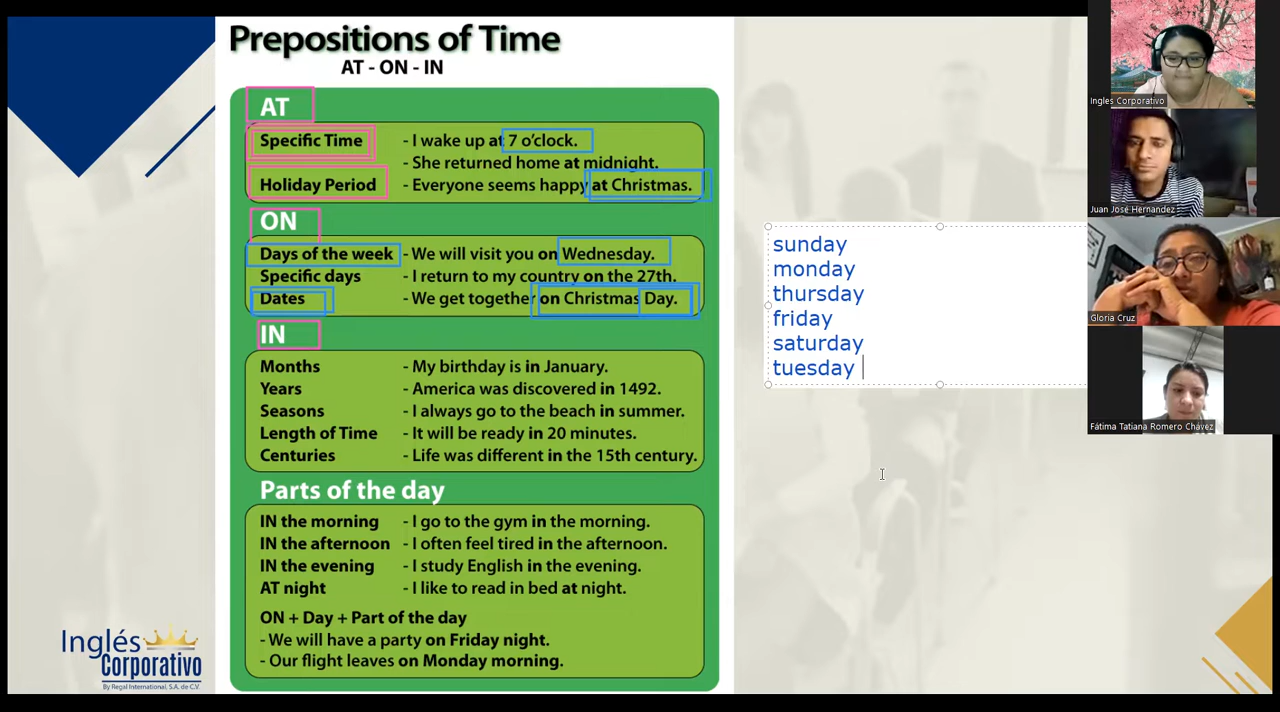 Prepositions of Time
AT - ON - IN
AT
Specific Time - I wake up at 7 o'clock.
- She returned home at midnight.
Holiday Period - Everyone seems happy at Christmas.
ON
Days of the week - We will visit you on Wednesday.
Specific days - I return to my country on the 27th.
Dates - We get together on Christmas Day.
IN
Months - My birthday is in January.
Years - America was discovered in 1492.
Seasons - I always go to the beach in summer.
Length of Time - It will be ready in 20 minutes.
Centuries - Life was different in the 15th century.
Parts of the day
IN the morning - I go to the gym in the morning.
IN the afternoon - I often feel tired in the afternoon.
IN the evening - I study English in the evening.
AT night - I like to read in bed at night.
ON + Day + Part of the day
- We will have a party on Friday night.
- Our flight leaves on Monday morning.
Inglés
Corporativo
By Regal International, S.A. de C.V.
sunday
monday
thursday
friday
saturday
tuesday
Ingles Corporativo
Juan José Hernandez
Gloria Cruz
Fátima Tatiana Romero Chávez